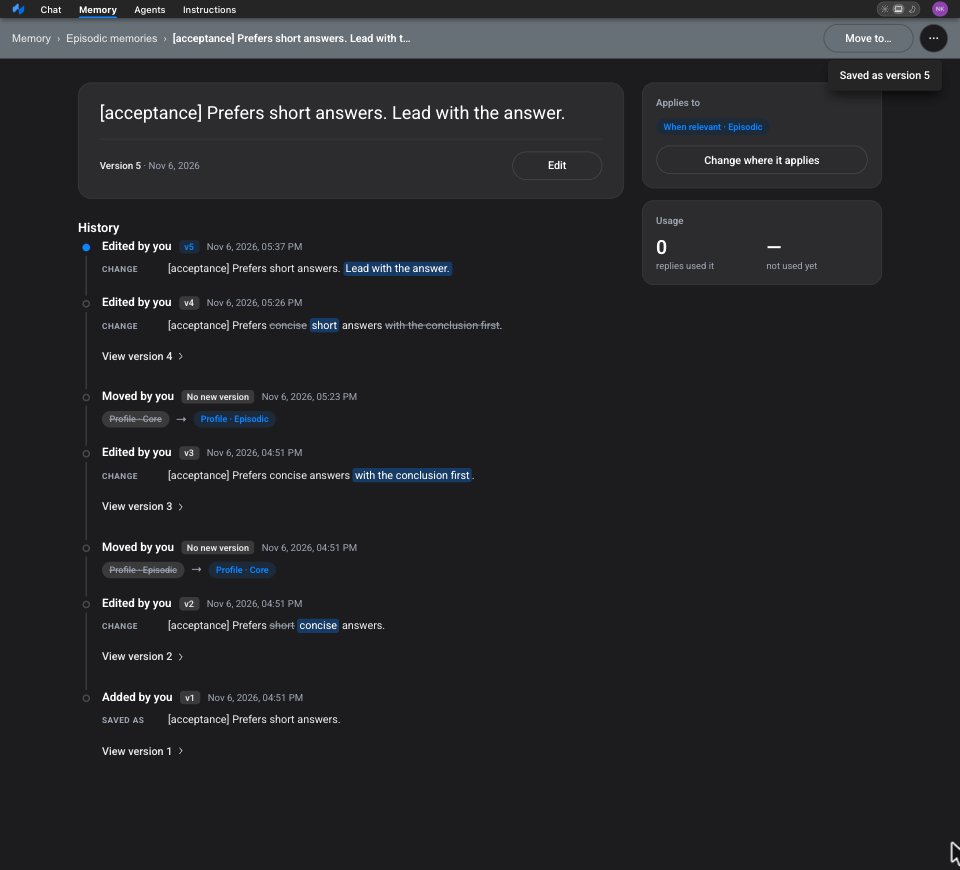 Chat Memory Agents Instructions
NK
Memory › Episodic memories › [acceptance] Prefers short answers. Lead with t...
Move to...
Saved as version 5
[acceptance] Prefers short answers. Lead with the answer.
Version 5 · Nov 6, 2026
Edit
Applies to
When relevant · Episodic
Change where it applies
Usage
0 —
replies used it not used yet
History
Edited by you v5 Nov 6, 2026, 05:37 PM
CHANGE [acceptance] Prefers short answers. Lead with the answer.
Edited by you v4 Nov 6, 2026, 05:26 PM
CHANGE [acceptance] Prefers concise short answers with the conclusion first.
View version 4 ›
Moved by you No new version Nov 6, 2026, 05:23 PM
Profile · Core → Profile · Episodic
Edited by you v3 Nov 6, 2026, 04:51 PM
CHANGE [acceptance] Prefers concise answers with the conclusion first.
View version 3 ›
Moved by you No new version Nov 6, 2026, 04:51 PM
Profile · Episodic → Profile · Core
Edited by you v2 Nov 6, 2026, 04:51 PM
CHANGE [acceptance] Prefers short concise answers.
View version 2 ›
Added by you v1 Nov 6, 2026, 04:51 PM
SAVED AS [acceptance] Prefers short answers.
View version 1 ›